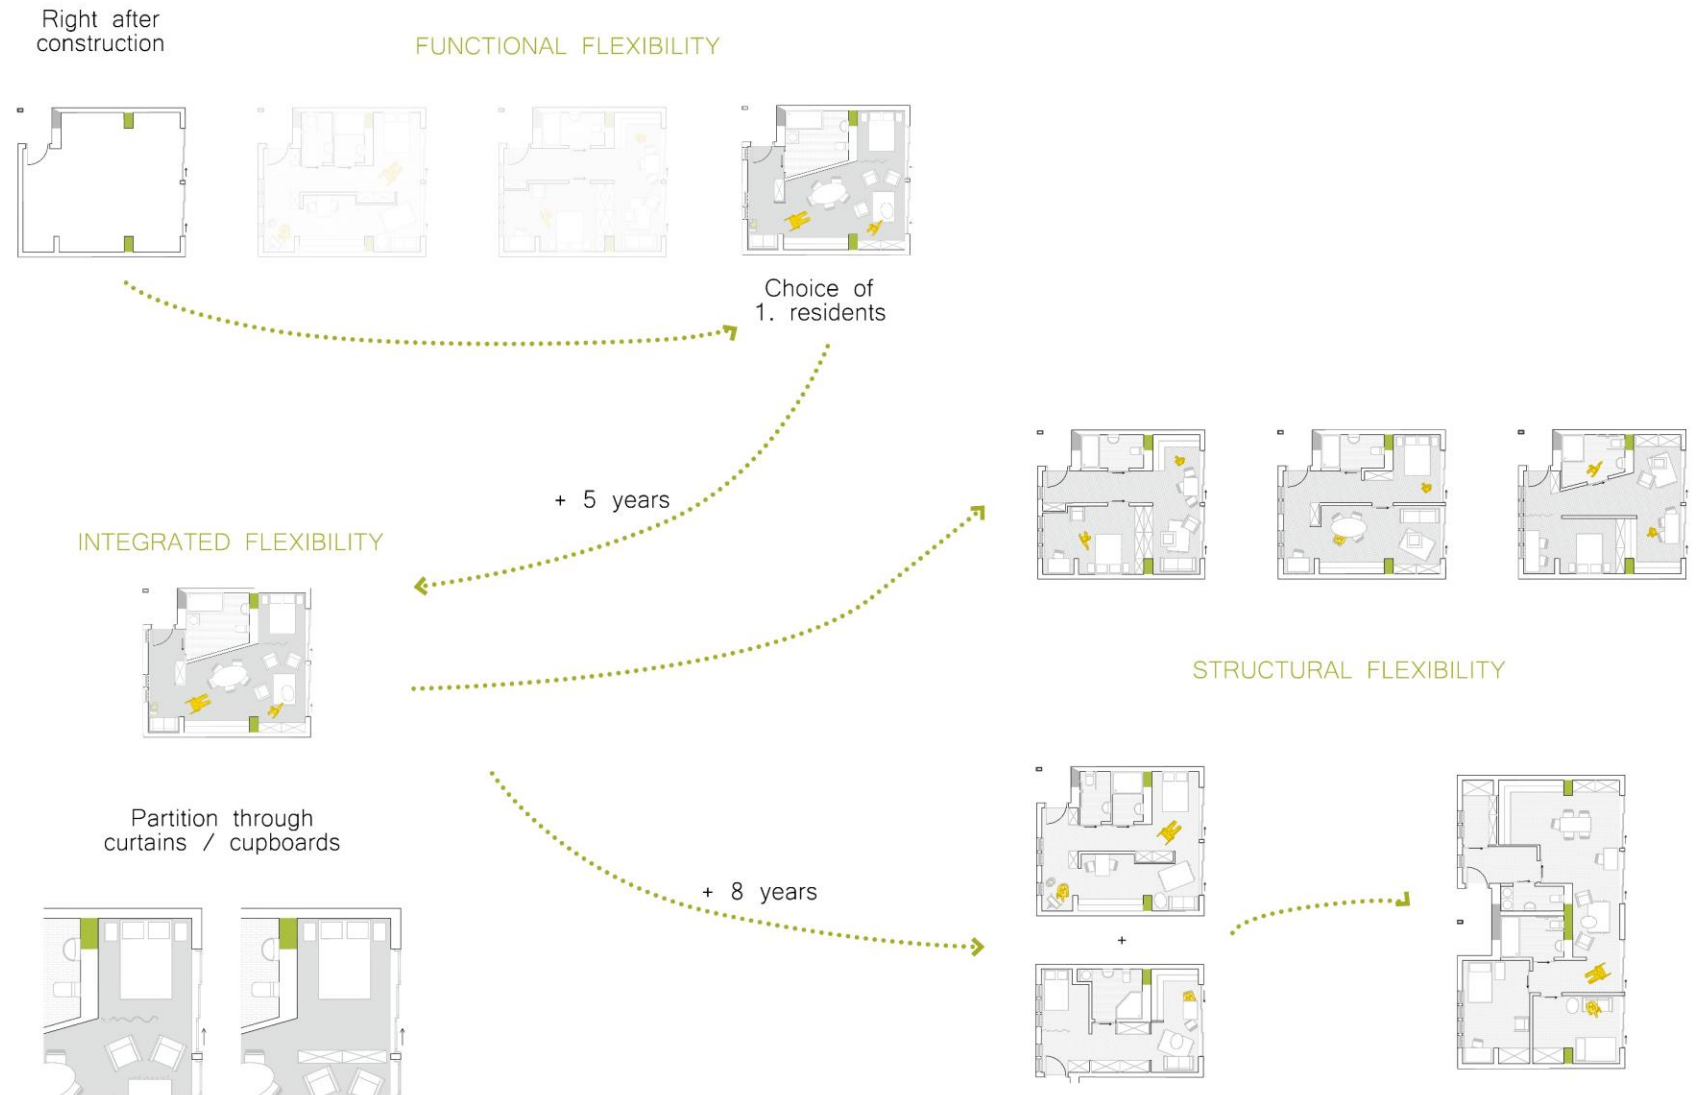 Right after
construction
FUNCTIONAL FLEXIBILITY
Choice of
1. residents
+ 5 years
INTEGRATED FLEXIBILITY
STRUCTURAL FLEXIBILITY
Partition through
curtains / cupboards
+ 8 years
+